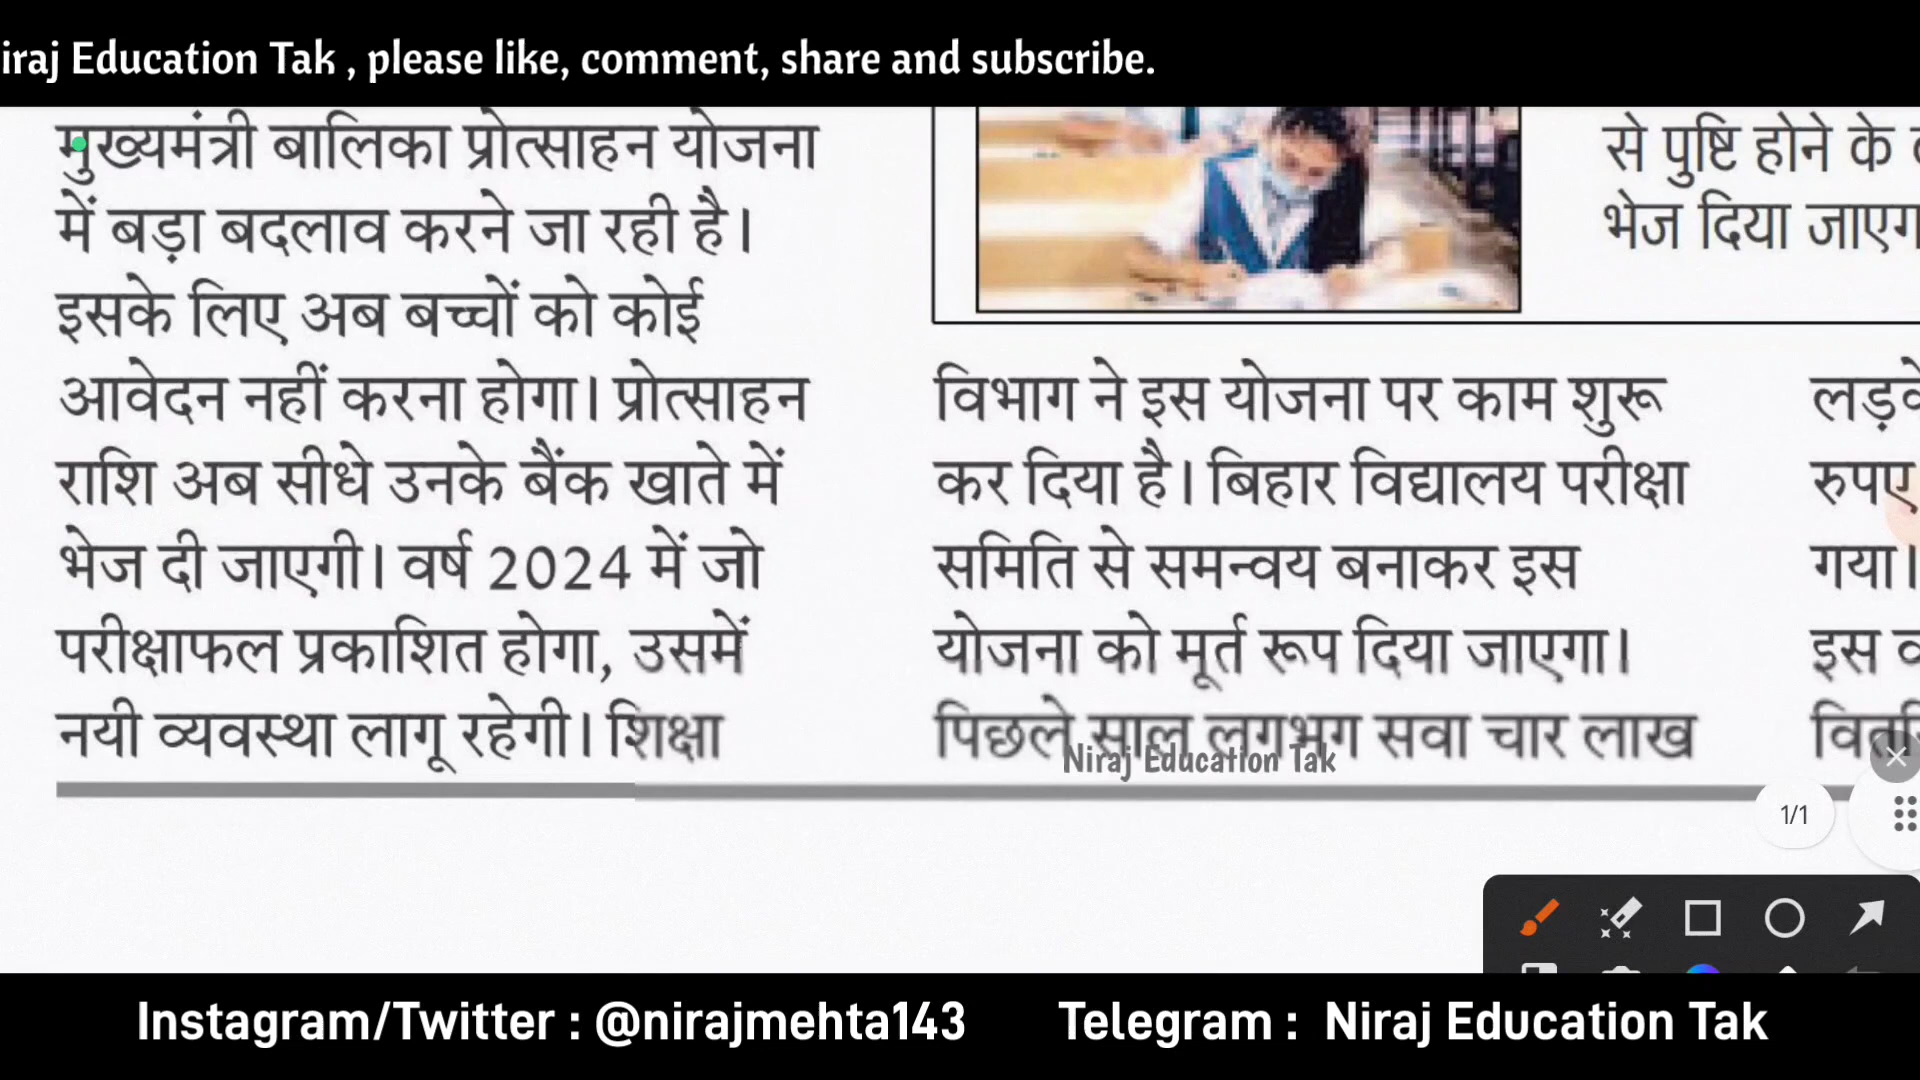 iraj Education Tak , please like, comment, share and subscribe.
मुख्यमंत्री बालिका प्रोत्साहन योजना
में बड़ा बदलाव करने जा रही है।
इसके लिए अब बच्चों को कोई
आवेदन नहीं करना होगा। प्रोत्साहन
राशि अब सीधे उनके बैंक खाते में
भेज दी जाएगी। वर्ष 2024 में जो
परीक्षाफल प्रकाशित होगा, उसमें
नयी व्यवस्था लागू रहेगी। शिक्षा
विभाग ने इस योजना पर काम शुरू
कर दिया है। बिहार विद्यालय परीक्षा
समिति से समन्वय बनाकर इस
योजना को मूर्त रूप दिया जाएगा।
पिछले साल लगभग सवा चार लाख
से पुष्टि होने के
भेज दिया
रुपए
गया।
इस
Niraj Education Tak
1/1
Instagram/Twitter : @nirajmehta143
Telegram : Niraj Education Tak